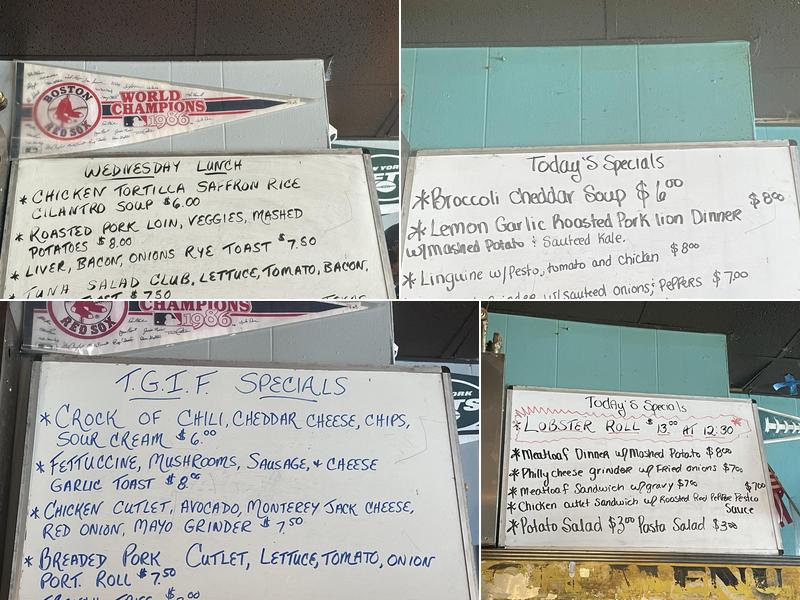 BOSTON
RED SOX
WORLD
CHAMPIONS
1986
WEDNESDAY LUNCH
* CHICKEN TORTILLA SAFFRON RICE
CILANTRO SOUP $6.00
* ROASTED PORK LOIN, VEGGIES, MASHED
POTATOES $8.00
* LIVER, BACON, ONIONS RYE TOAST $7.50
* TUNA SALAD CLUB, LETTUCE, TOMATO, BACON,
TOAST $7.50
Today's Specials
*Broccoli cheddar Soup $6.00
*Lemon Garlic Roasted Pork lion Dinner $8.00
w/mashed Potato & Sauteed Kale.
*Linguine w/Pesto, tomato and chicken $8.00
w/sauteed onions; Peppers $7.00
CHAMPIONS
RED SOX
1986
T.G.I.F. SPECIALS
* CROCK OF CHILI, CHEDDAR CHEESE, CHIPS,
SOUR CREAM $6.00
* FETTUCCINE, MUSHROOMS, SAUSAGE, & CHEESE
GARLIC TOAST $8.00
* CHICKEN CUTLET, AVOCADO, MONTEREY JACK CHEESE,
RED ONION, MAYO GRINDER $7.50
* BREADED PORK CUTLET, LETTUCE, TOMATO, ONION
PORT. ROLL $7.50
Today's Specials
*LOBSTER ROLL $13.00 AT 12:30*
*Meatloaf Dinner w/Mashed Potato $8.00
*Philly cheese grinder w/ Fried onions $7.00
*Meatloaf Sandwich w/gravy $7.00
*Chicken cutlet Sandwich w/ Roasted Red Pepper Pesto $7.00
Sauce
*Potato Salad $3.00 Pasta Salad $3.00